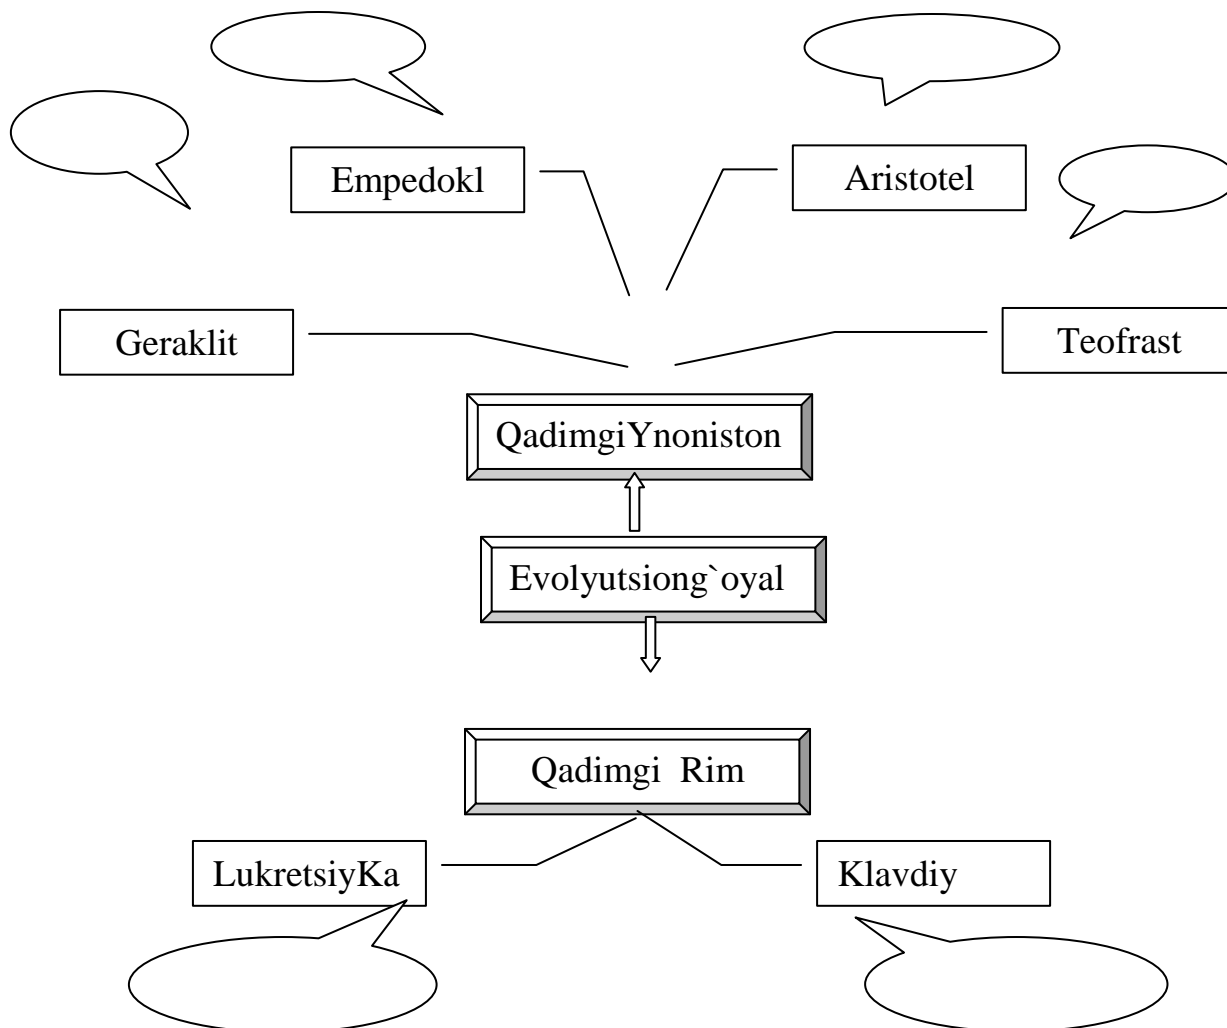 Empedokl
Aristotel
Geraklit
Teofrast
QadimgiYnoniston
Evolyutsiong`oyal
Qadimgi Rim
LukretsiyKa
Klavdiy